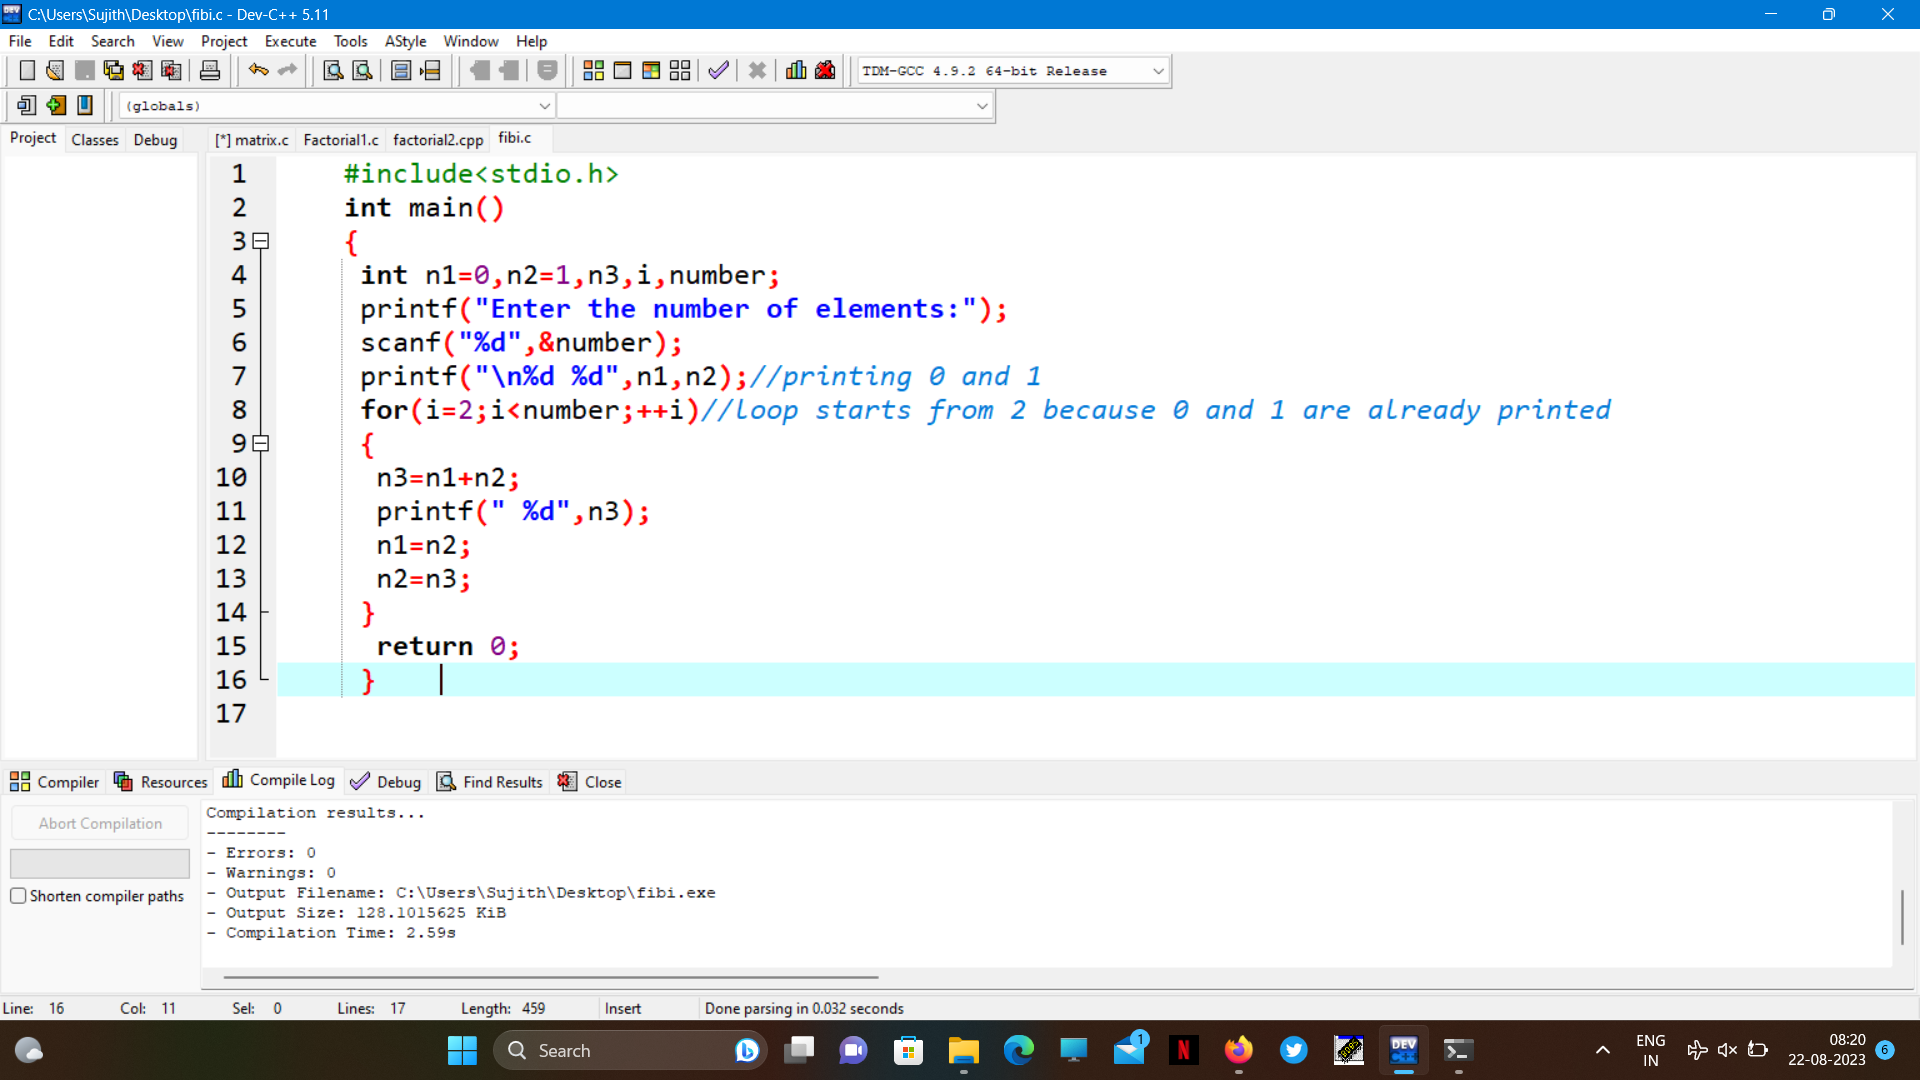 C:\Users\Sujith\Desktop\fibi.c - Dev-C++ 5.11
File Edit Search View Project Execute Tools AStyle Window Help
TDM-GCC 4.9.2 64-bit Release
(globals)
Project Classes Debug [*] matrix.c Factorial1.c factorial2.cpp fibi.c
1 #include<stdio.h>
2 int main()
3 {
4 int n1=0,n2=1,n3,i,number;
5 printf("Enter the number of elements:");
6 scanf("%d",&number);
7 printf("\n%d %d",n1,n2);//printing 0 and 1
8 for(i=2;i<number;++i)//loop starts from 2 because 0 and 1 are already printed
9 {
10 n3=n1+n2;
11 printf(" %d",n3);
12 n1=n2;
13 n2=n3;
14 }
15 return 0;
16 }
17
Compiler Resources Compile Log Debug Find Results Close
Abort Compilation
Shorten compiler paths
Compilation results...
--------
- Errors: 0
- Warnings: 0
- Output Filename: C:\Users\Sujith\Desktop\fibi.exe
- Output Size: 128.1015625 KiB
- Compilation Time: 2.59s
Line: 16 Col: 11 Sel: 0 Lines: 17 Length: 459 Insert Done parsing in 0.032 seconds
Search
1
N
DEV
C++
ENG
IN
08:20
22-08-2023
6